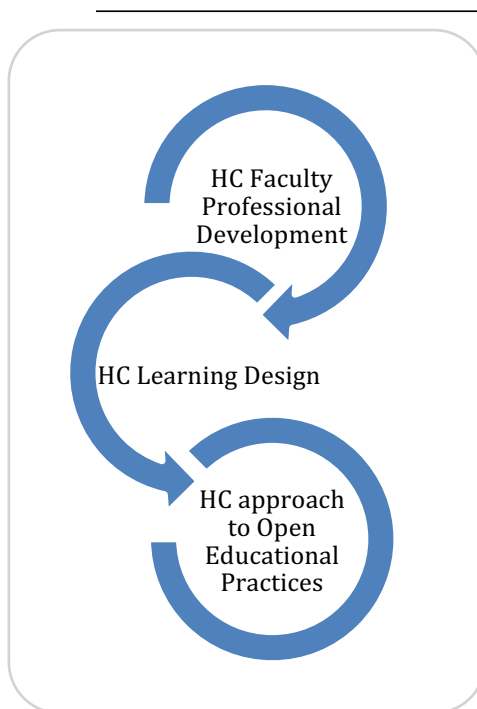 HC Faculty
Professional
Development
HC Learning Design
HC approach
to Open
Educational
Practices